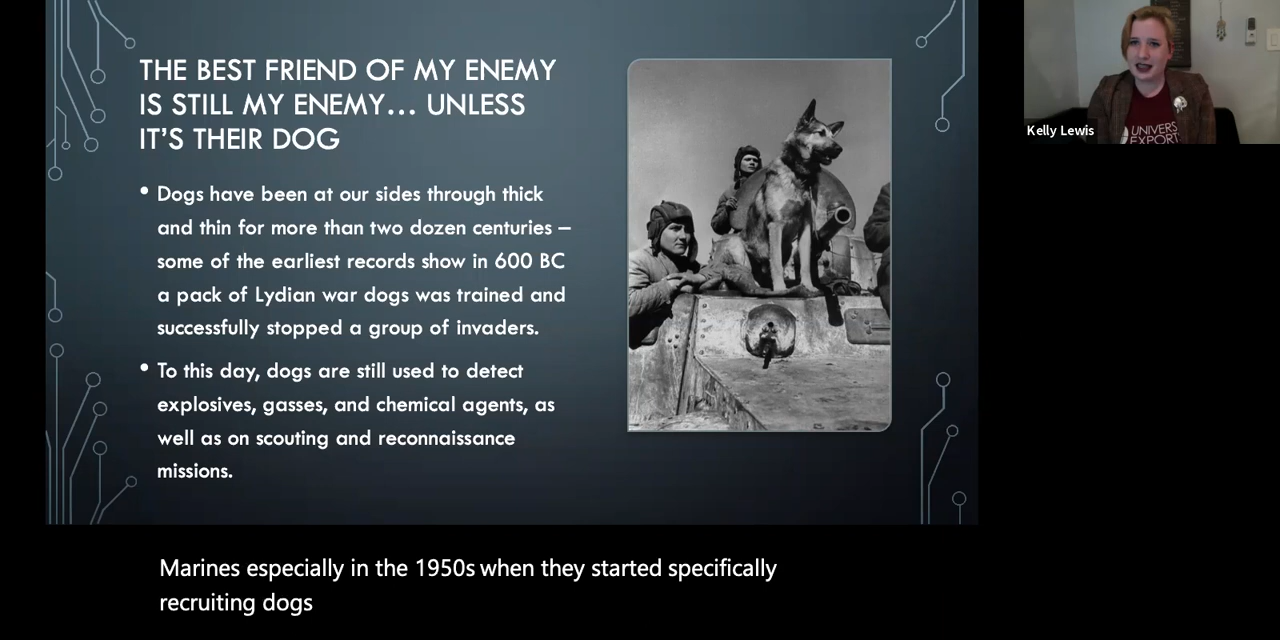 THE BEST FRIEND OF MY ENEMY
IS STILL MY ENEMY... UNLESS
IT'S THEIR DOG
• Dogs have been at our sides through thick
and thin for more than two dozen centuries –
some of the earliest records show in 600 BC
a pack of Lydian war dogs was trained and
successfully stopped a group of invaders.
• To this day, dogs are still used to detect
explosives, gasses, and chemical agents, as
well as on scouting and reconnaissance
missions.
Kelly Lewis
UNIVERS
EXPORT
Marines especially in the 1950s when they started specifically
recruiting dogs